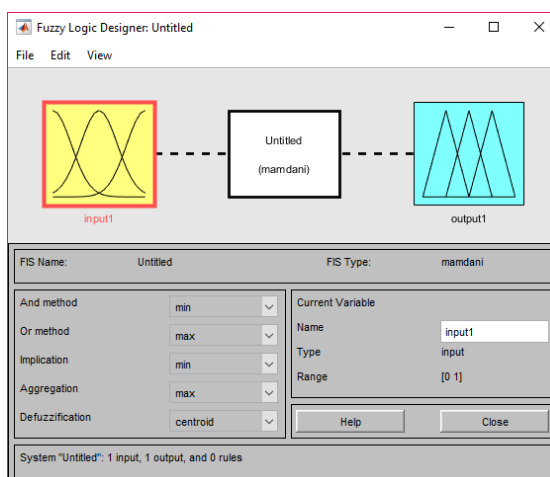 Fuzzy Logic Designer: Untitled
File Edit View
Untitled
(mamdani)
input1
output1
FIS Name: Untitled FIS Type: mamdani
And method min
Or method max
Implication min
Aggregation max
Defuzzification centroid
Current Variable
Name input1
Type input
Range [0 1]
Help Close
System "Untitled": 1 input, 1 output, and 0 rules